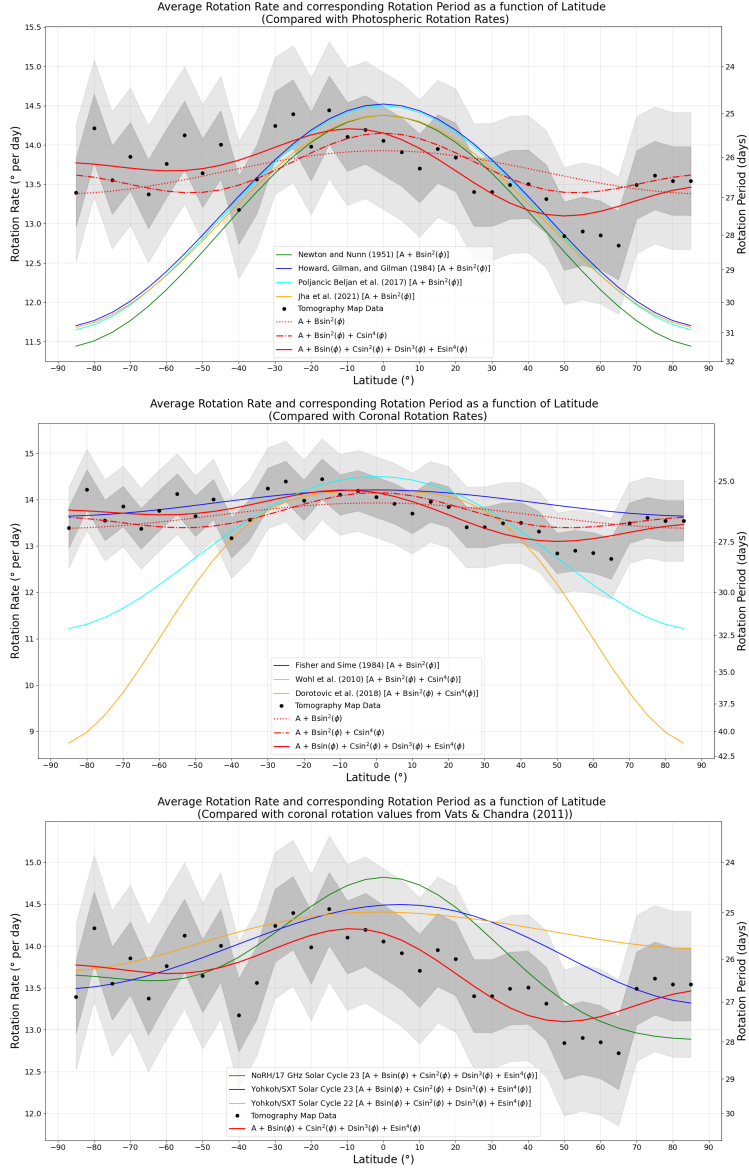 Average Rotation Rate and corresponding Rotation Period as a function of Latitude
(Compared with Photospheric Rotation Rates)
15.5
15.0
14.5
14.0
13.5
13.0
12.5
12.0
11.5
Rotation Rate (° per day)
24
25
26
27
28
29
30
31
32
Rotation Period (days)
Newton and Nunn (1951) [A + Bsin²(ϕ)]
Howard, Gilman, and Gilman (1984) [A + Bsin²(ϕ)]
Poljancic Beljan et al. (2017) [A + Bsin²(ϕ)]
Jha et al. (2021) [A + Bsin²(ϕ)]
Tomography Map Data
A + Bsin²(ϕ)
A + Bsin²(ϕ) + Csin⁴(ϕ)
A + Bsin(ϕ) + Csin²(ϕ) + Dsin³(ϕ) + Esin⁴(ϕ)
−90 −80 −70 −60 −50 −40 −30 −20 −10 0 10 20 30 40 50 60 70 80 90
Latitude (°)
Average Rotation Rate and corresponding Rotation Period as a function of Latitude
(Compared with Coronal Rotation Rates)
15
14
13
12
11
10
9
Rotation Rate (° per day)
25.0
27.5
30.0
32.5
35.0
37.5
40.0
42.5
Rotation Period (days)
Fisher and Sime (1984) [A + Bsin²(ϕ)]
Wohl et al. (2010) [A + Bsin²(ϕ) + Csin⁴(ϕ)]
Dorotovic et al. (2018) [A + Bsin²(ϕ) + Csin⁴(ϕ)]
Tomography Map Data
A + Bsin²(ϕ)
A + Bsin²(ϕ) + Csin⁴(ϕ)
A + Bsin(ϕ) + Csin²(ϕ) + Dsin³(ϕ) + Esin⁴(ϕ)
−90 −80 −70 −60 −50 −40 −30 −20 −10 0 10 20 30 40 50 60 70 80 90
Latitude (°)
Average Rotation Rate and corresponding Rotation Period as a function of Latitude
(Compared with coronal rotation values from Vats & Chandra (2011))
15.0
14.5
14.0
13.5
13.0
12.5
12.0
Rotation Rate (° per day)
24
25
26
27
28
29
30
Rotation Period (days)
NoRH/17 GHz Solar Cycle 23 [A + Bsin(ϕ) + Csin²(ϕ) + Dsin³(ϕ) + Esin⁴(ϕ)]
Yohkoh/SXT Solar Cycle 23 [A + Bsin(ϕ) + Csin²(ϕ) + Dsin³(ϕ) + Esin⁴(ϕ)]
Yohkoh/SXT Solar Cycle 22 [A + Bsin(ϕ) + Csin²(ϕ) + Dsin³(ϕ) + Esin⁴(ϕ)]
Tomography Map Data
A + Bsin(ϕ) + Csin²(ϕ) + Dsin³(ϕ) + Esin⁴(ϕ)
−90 −80 −70 −60 −50 −40 −30 −20 −10 0 10 20 30 40 50 60 70 80 90
Latitude (°)